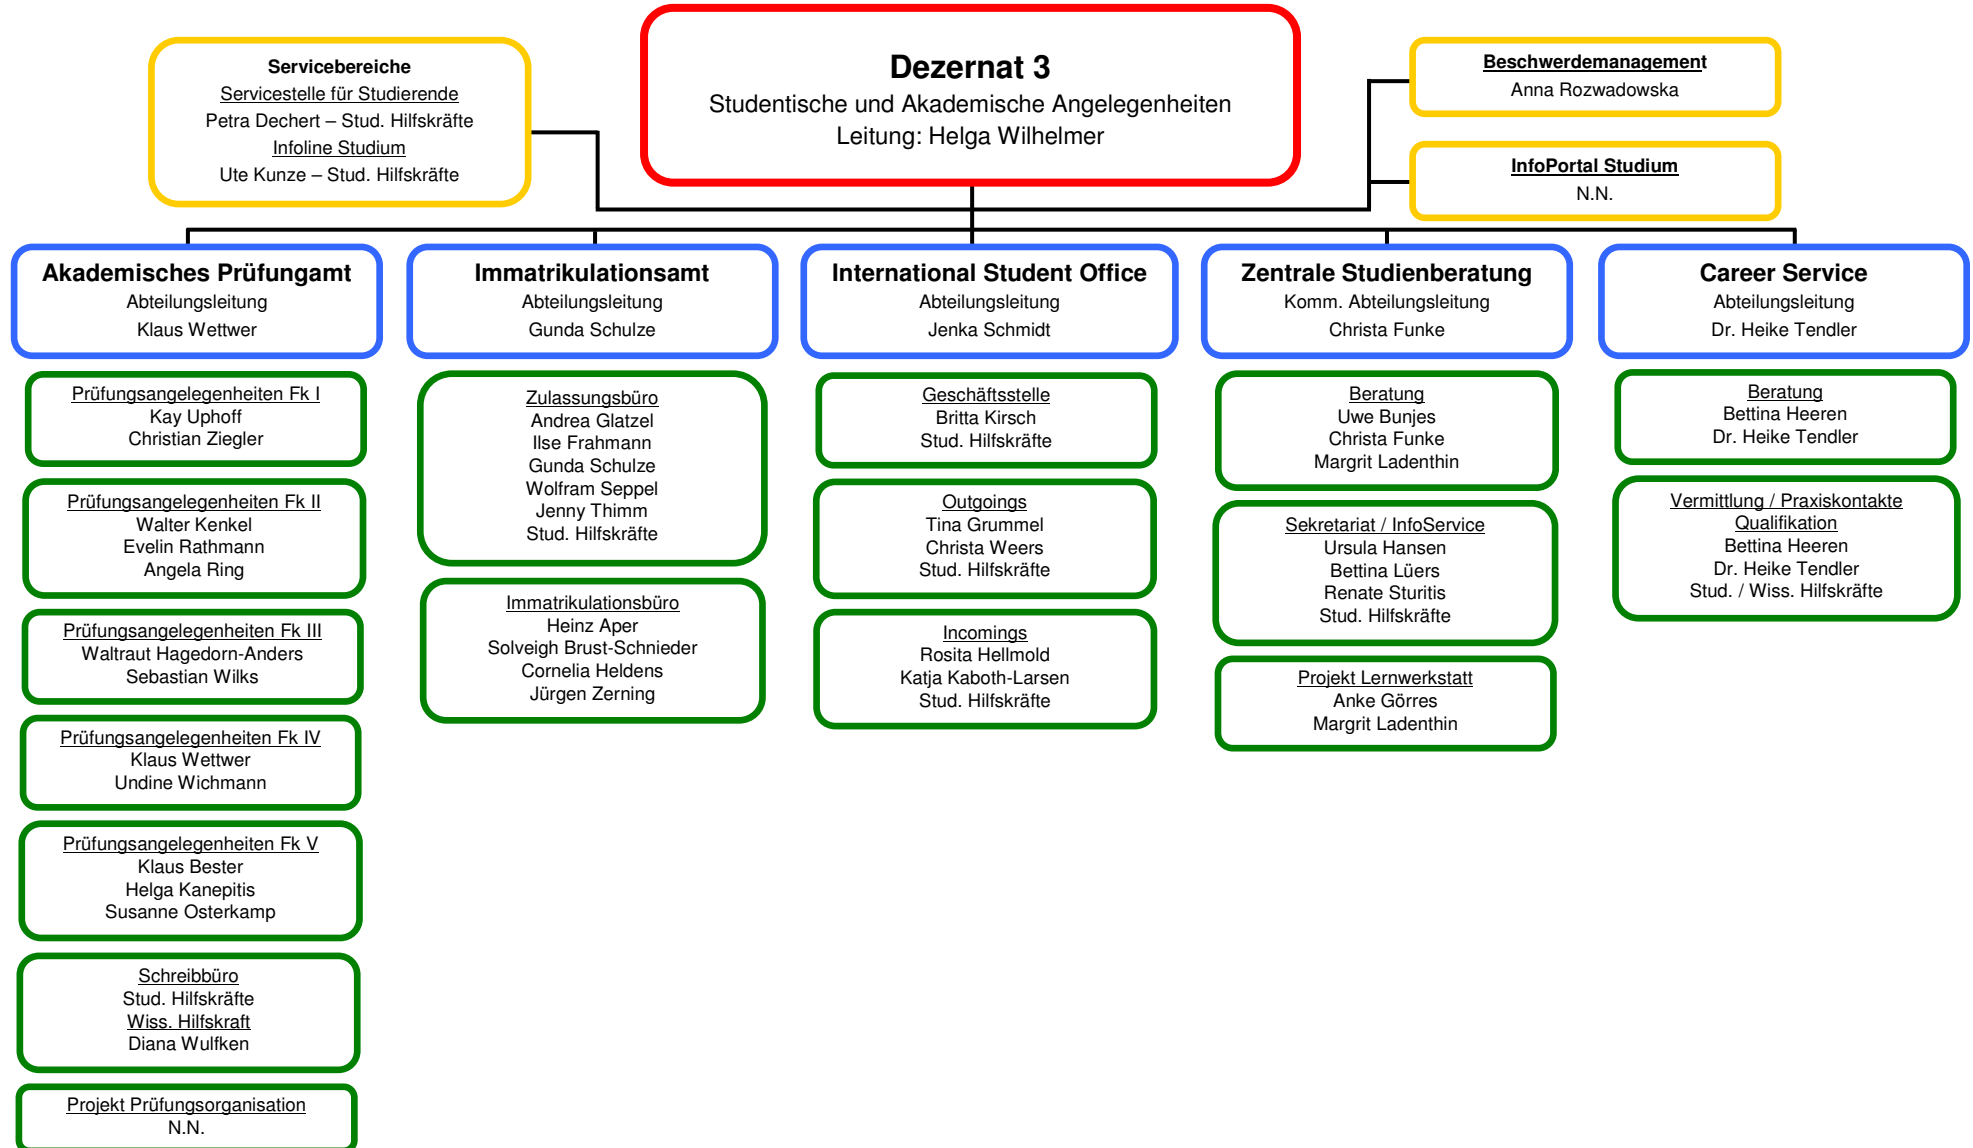 Servicebereiche
Servicestelle für Studierende
Petra Dechert – Stud. Hilfskräfte
Infoline Studium
Ute Kunze – Stud. Hilfskräfte
Dezernat 3
Studentische und Akademische Angelegenheiten
Leitung: Helga Wilhelmer
Beschwerdemanagement
Anna Rozwadowska
InfoPortal Studium
N.N.
Akademisches Prüfungamt
Abteilungsleitung
Klaus Wettwer
Prüfungsangelegenheiten Fk I
Kay Uphoff
Christian Ziegler
Prüfungsangelegenheiten Fk II
Walter Kenkel
Evelin Rathmann
Angela Ring
Prüfungsangelegenheiten Fk III
Waltraut Hagedorn-Anders
Sebastian Wilks
Prüfungsangelegenheiten Fk IV
Klaus Wettwer
Undine Wichmann
Prüfungsangelegenheiten Fk V
Klaus Bester
Helga Kanepitis
Susanne Osterkamp
Schreibbüro
Stud. Hilfskräfte
Wiss. Hilfskraft
Diana Wulfken
Projekt Prüfungsorganisation
N.N.
Immatrikulationsamt
Abteilungsleitung
Gunda Schulze
Zulassungsbüro
Andrea Glatzel
Ilse Frahmann
Gunda Schulze
Wolfram Seppel
Jenny Thimm
Stud. Hilfskräfte
Immatrikulationsbüro
Heinz Aper
Solveigh Brust-Schnieder
Cornelia Heldens
Jürgen Zerning
International Student Office
Abteilungsleitung
Jenka Schmidt
Geschäftsstelle
Britta Kirsch
Stud. Hilfskräfte
Outgoings
Tina Grummel
Christa Weers
Stud. Hilfskräfte
Incomings
Rosita Hellmold
Katja Kaboth-Larsen
Stud. Hilfskräfte
Zentrale Studienberatung
Komm. Abteilungsleitung
Christa Funke
Beratung
Uwe Bunjes
Christa Funke
Margrit Ladenthin
Sekretariat / InfoService
Ursula Hansen
Bettina Lüers
Renate Sturitis
Stud. Hilfskräfte
Projekt Lernwerkstatt
Anke Görres
Margrit Ladenthin
Career Service
Abteilungsleitung
Dr. Heike Tendler
Beratung
Bettina Heeren
Dr. Heike Tendler
Vermittlung / Praxiskontakte
Qualifikation
Bettina Heeren
Dr. Heike Tendler
Stud. / Wiss. Hilfskräfte